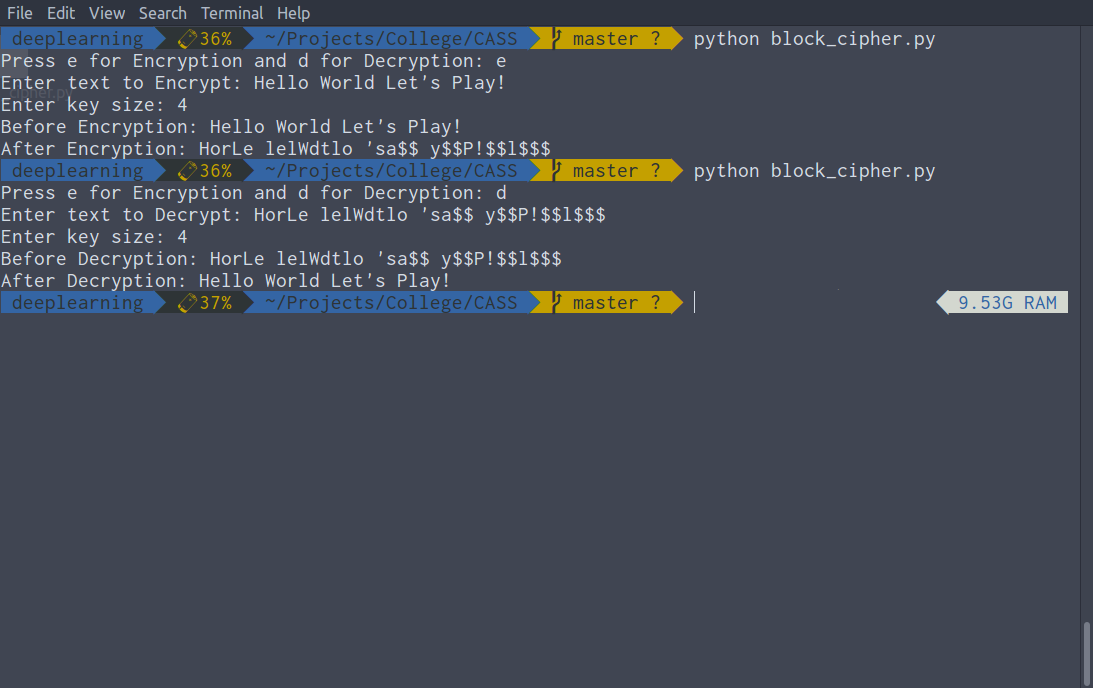 File Edit View Search Terminal Help
deeplearning 36% ~/Projects/College/CASS master ? python block_cipher.py
Press e for Encryption and d for Decryption: e
Enter text to Encrypt: Hello World Let's Play!
cipher.py
Enter key size: 4
Before Encryption: Hello World Let's Play!
After Encryption: HorLe lelWdtlo 'sa$$ y$$P!$$l$$$
deeplearning 36% ~/Projects/College/CASS master ? python block_cipher.py
Press e for Encryption and d for Decryption: d
Enter text to Decrypt: HorLe lelWdtlo 'sa$$ y$$P!$$l$$$
Enter key size: 4
Before Decryption: HorLe lelWdtlo 'sa$$ y$$P!$$l$$$
After Decryption: Hello World Let's Play!
deeplearning 37% ~/Projects/College/CASS master ? 9.53G RAM